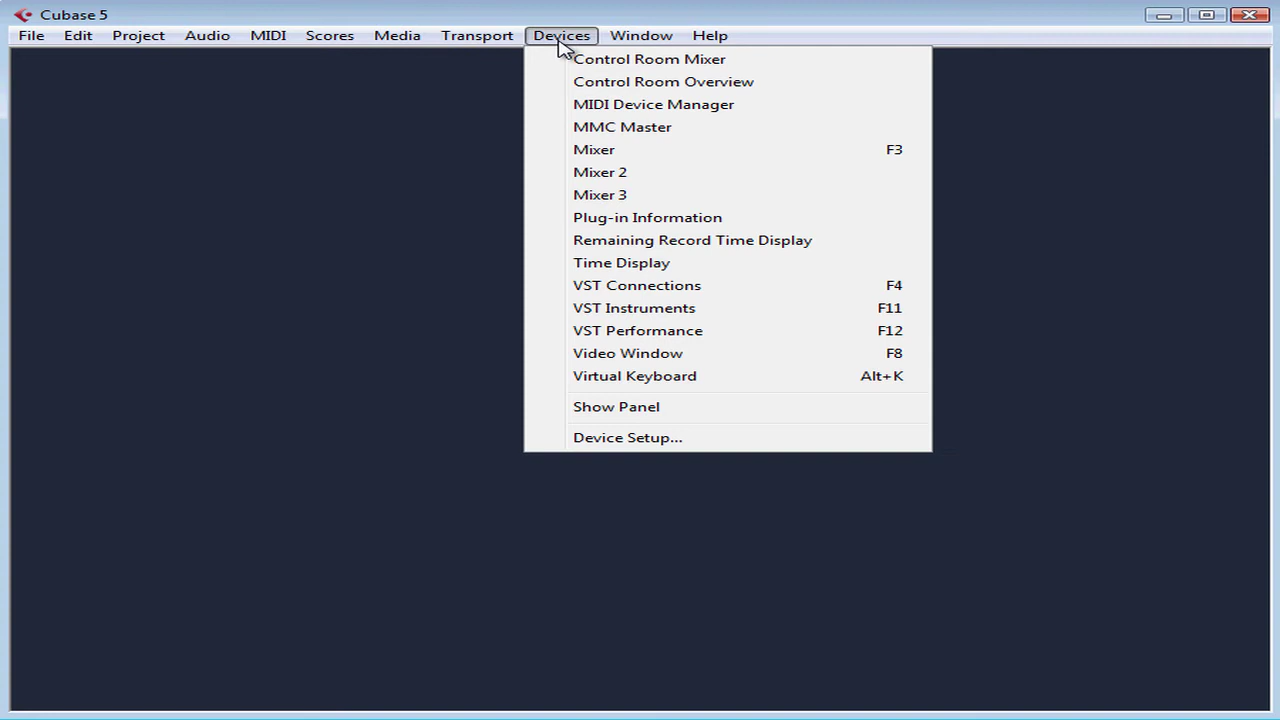 Cubase 5
File Edit Project Audio MIDI Scores Media Transport Devices Window Help
Control Room Mixer
Control Room Overview
MIDI Device Manager
MMC Master
Mixer F3
Mixer 2
Mixer 3
Plug-in Information
Remaining Record Time Display
Time Display
VST Connections F4
VST Instruments F11
VST Performance F12
Video Window F8
Virtual Keyboard Alt+K
Show Panel
Device Setup...